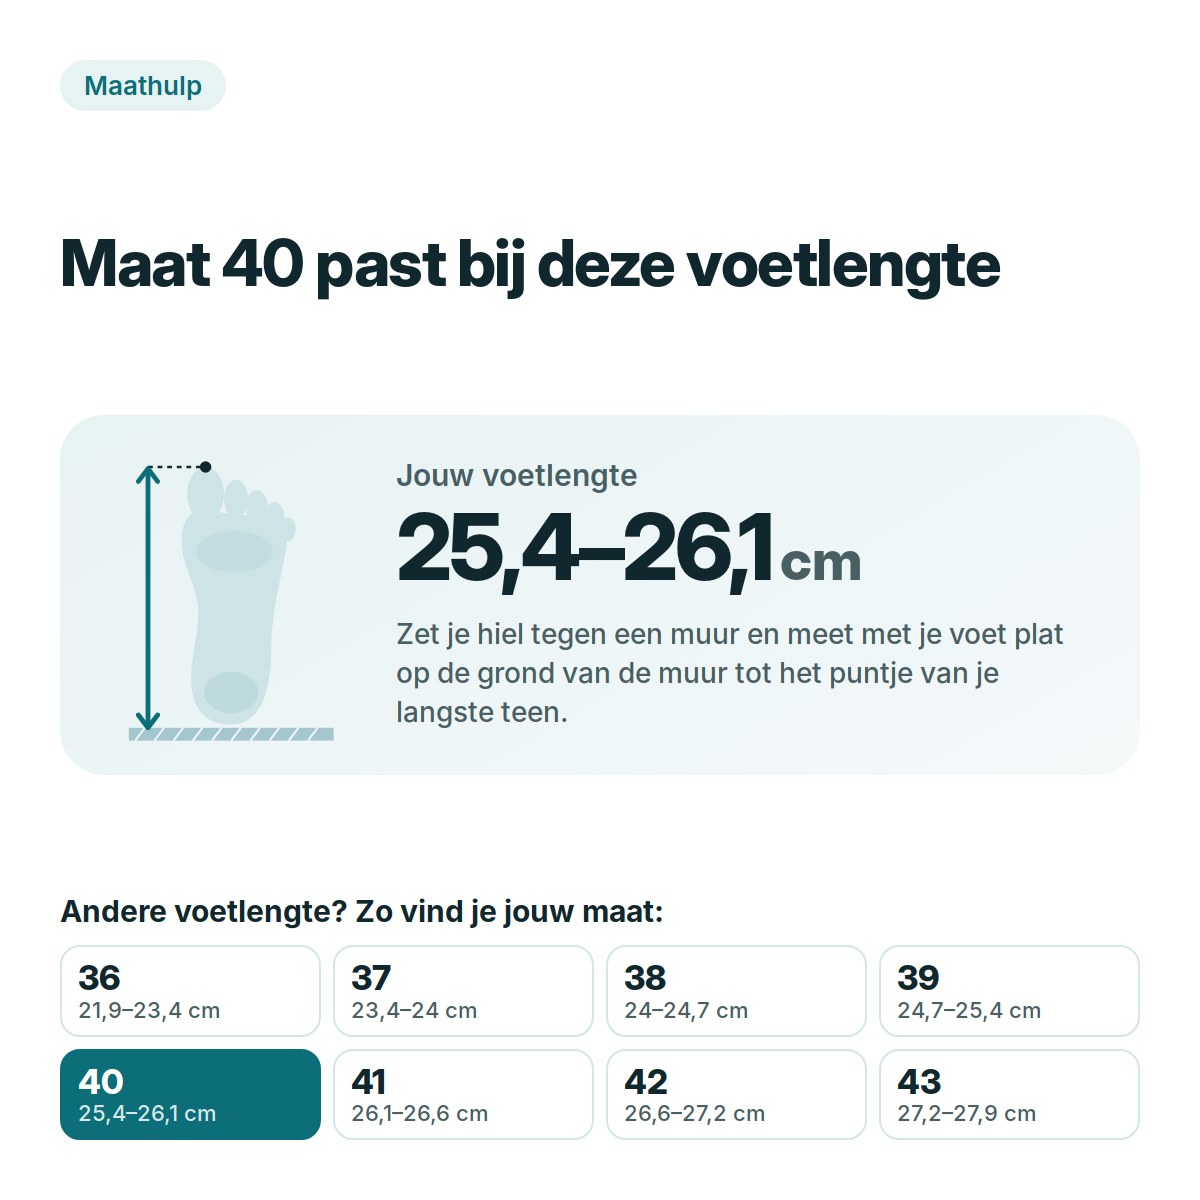 Maathulp
Maat 40 past bij deze voetlengte
Jouw voetlengte
25,4–26,1 cm
Zet je hiel tegen een muur en meet met je voet plat
op de grond van de muur tot het puntje van je
langste teen.
Andere voetlengte? Zo vind je jouw maat:
36
21,9–23,4 cm
37
23,4–24 cm
38
24–24,7 cm
39
24,7–25,4 cm
40
25,4–26,1 cm
41
26,1–26,6 cm
42
26,6–27,2 cm
43
27,2–27,9 cm